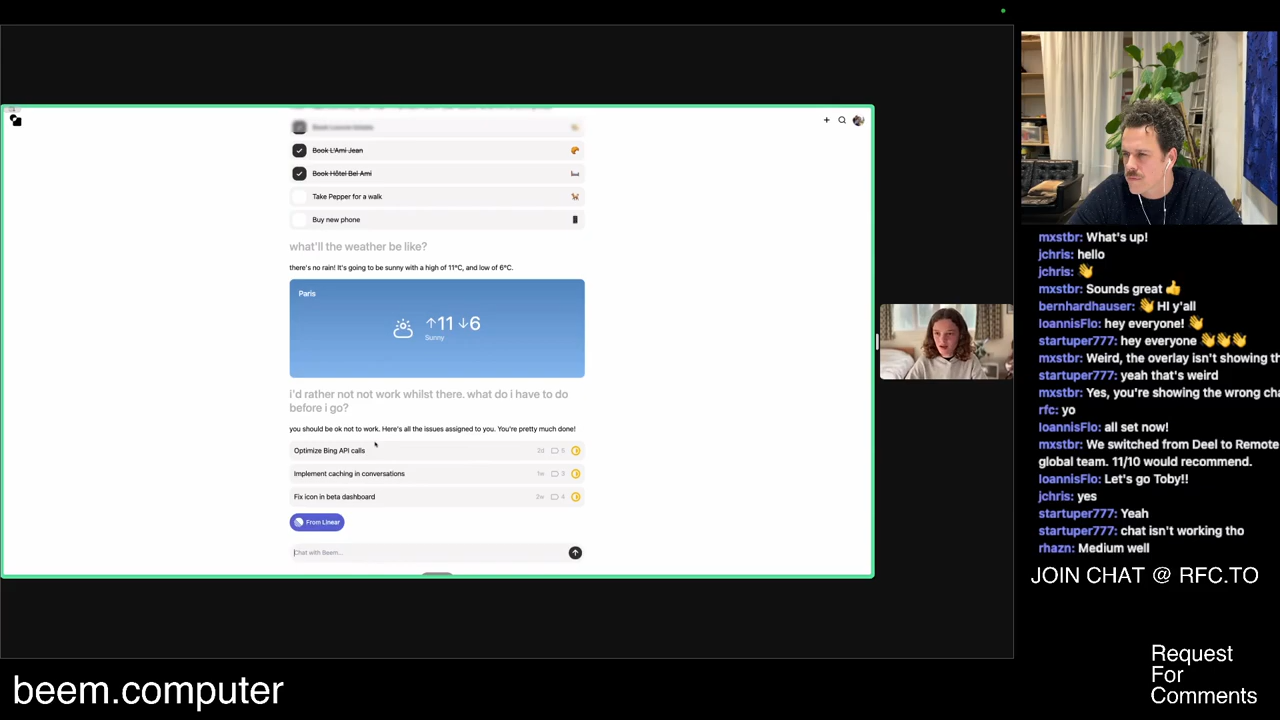 Book L'Ami Jean
Book Hôtel Bel Ami
Take Pepper for a walk
Buy new phone
what'll the weather be like?
there's no rain! It's going to be sunny with a high of 11°C, and low of 6°C.
Paris
↑11 ↓6
Sunny
i'd rather not not work whilst there. what do i have to do
before i go?
you should be ok not to work. Here's all the issues assigned to you. You're pretty much done!
Optimize Bing API calls 2d 5
Implement caching in conversations 1w 3
Fix icon in beta dashboard 2w 4
From Linear
Chat with Beem...
mxstbr: What's up!
jchris: hello
jchris: 👋
mxstbr: Sounds great 👍
bernhardhauser: 👋 HI y'all
IoannisFlo: hey everyone! 👋
startuper777: hey everyone 👋👋👋
mxstbr: Weird, the overlay isn't showing th
startuper777: yeah that's weird
mxstbr: Yes, you're showing the wrong cha
rfc: yo
IoannisFlo: all set now!
mxstbr: We switched from Deel to Remote
global team. 11/10 would recommend.
IoannisFlo: Let's go Toby!!
jchris: yes
startuper777: Yeah
startuper777: chat isn't working tho
rhazn: Medium well
JOIN CHAT @ RFC.TO
beem.computer
Request
For
Comments